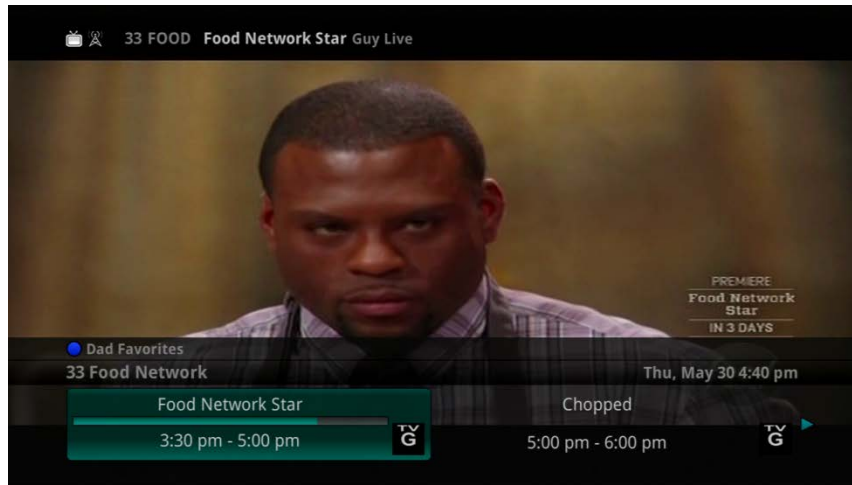 33 FOOD Food Network Star Guy Live
PREMIERE
Food Network
Star
IN 3 DAYS
Dad Favorites
33 Food Network Thu, May 30 4:40 pm
Food Network Star Chopped
3:30 pm - 5:00 pm TV G 5:00 pm - 6:00 pm TV G